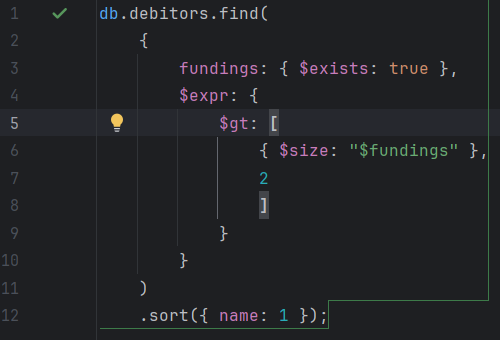 1 db.debitors.find(
2 {
3 fundings: { $exists: true },
4 $expr: {
5 $gt: [
6 { $size: "$fundings" },
7 2
8 ]
9 }
10 }
11 )
12 .sort({ name: 1 });